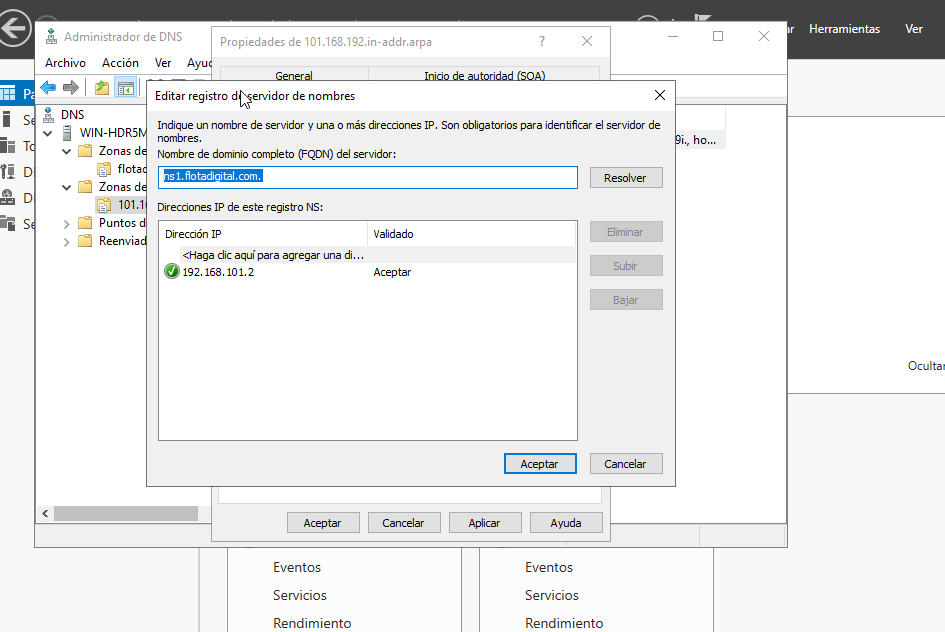 Administrador de DNS
Archivo Acción Ver
Herramientas Ver
Propiedades de 101.168.192.in-addr.arpa ?
General Inicio de autoridad (SOA)
Editar registro de servidor de nombres
Indique un nombre de servidor y una o más direcciones IP. Son obligatorios para identificar el servidor de
nombres.
Nombre de dominio completo (FQDN) del servidor:
ns1.flotadigital.com.
Resolver
Direcciones IP de este registro NS:
Dirección IP Validado
<Haga clic aquí para agregar una di...
192.168.101.2 Aceptar
Eliminar
Subir
Bajar
Aceptar Cancelar
DNS
WIN-HDR5M
Zonas de
flotad
Zonas de
101.1
Puntos d
Reenviad
9i., ho...
Ocultar
Aceptar Cancelar Aplicar Ayuda
Eventos
Servicios
Rendimiento
Eventos
Servicios
Rendimiento